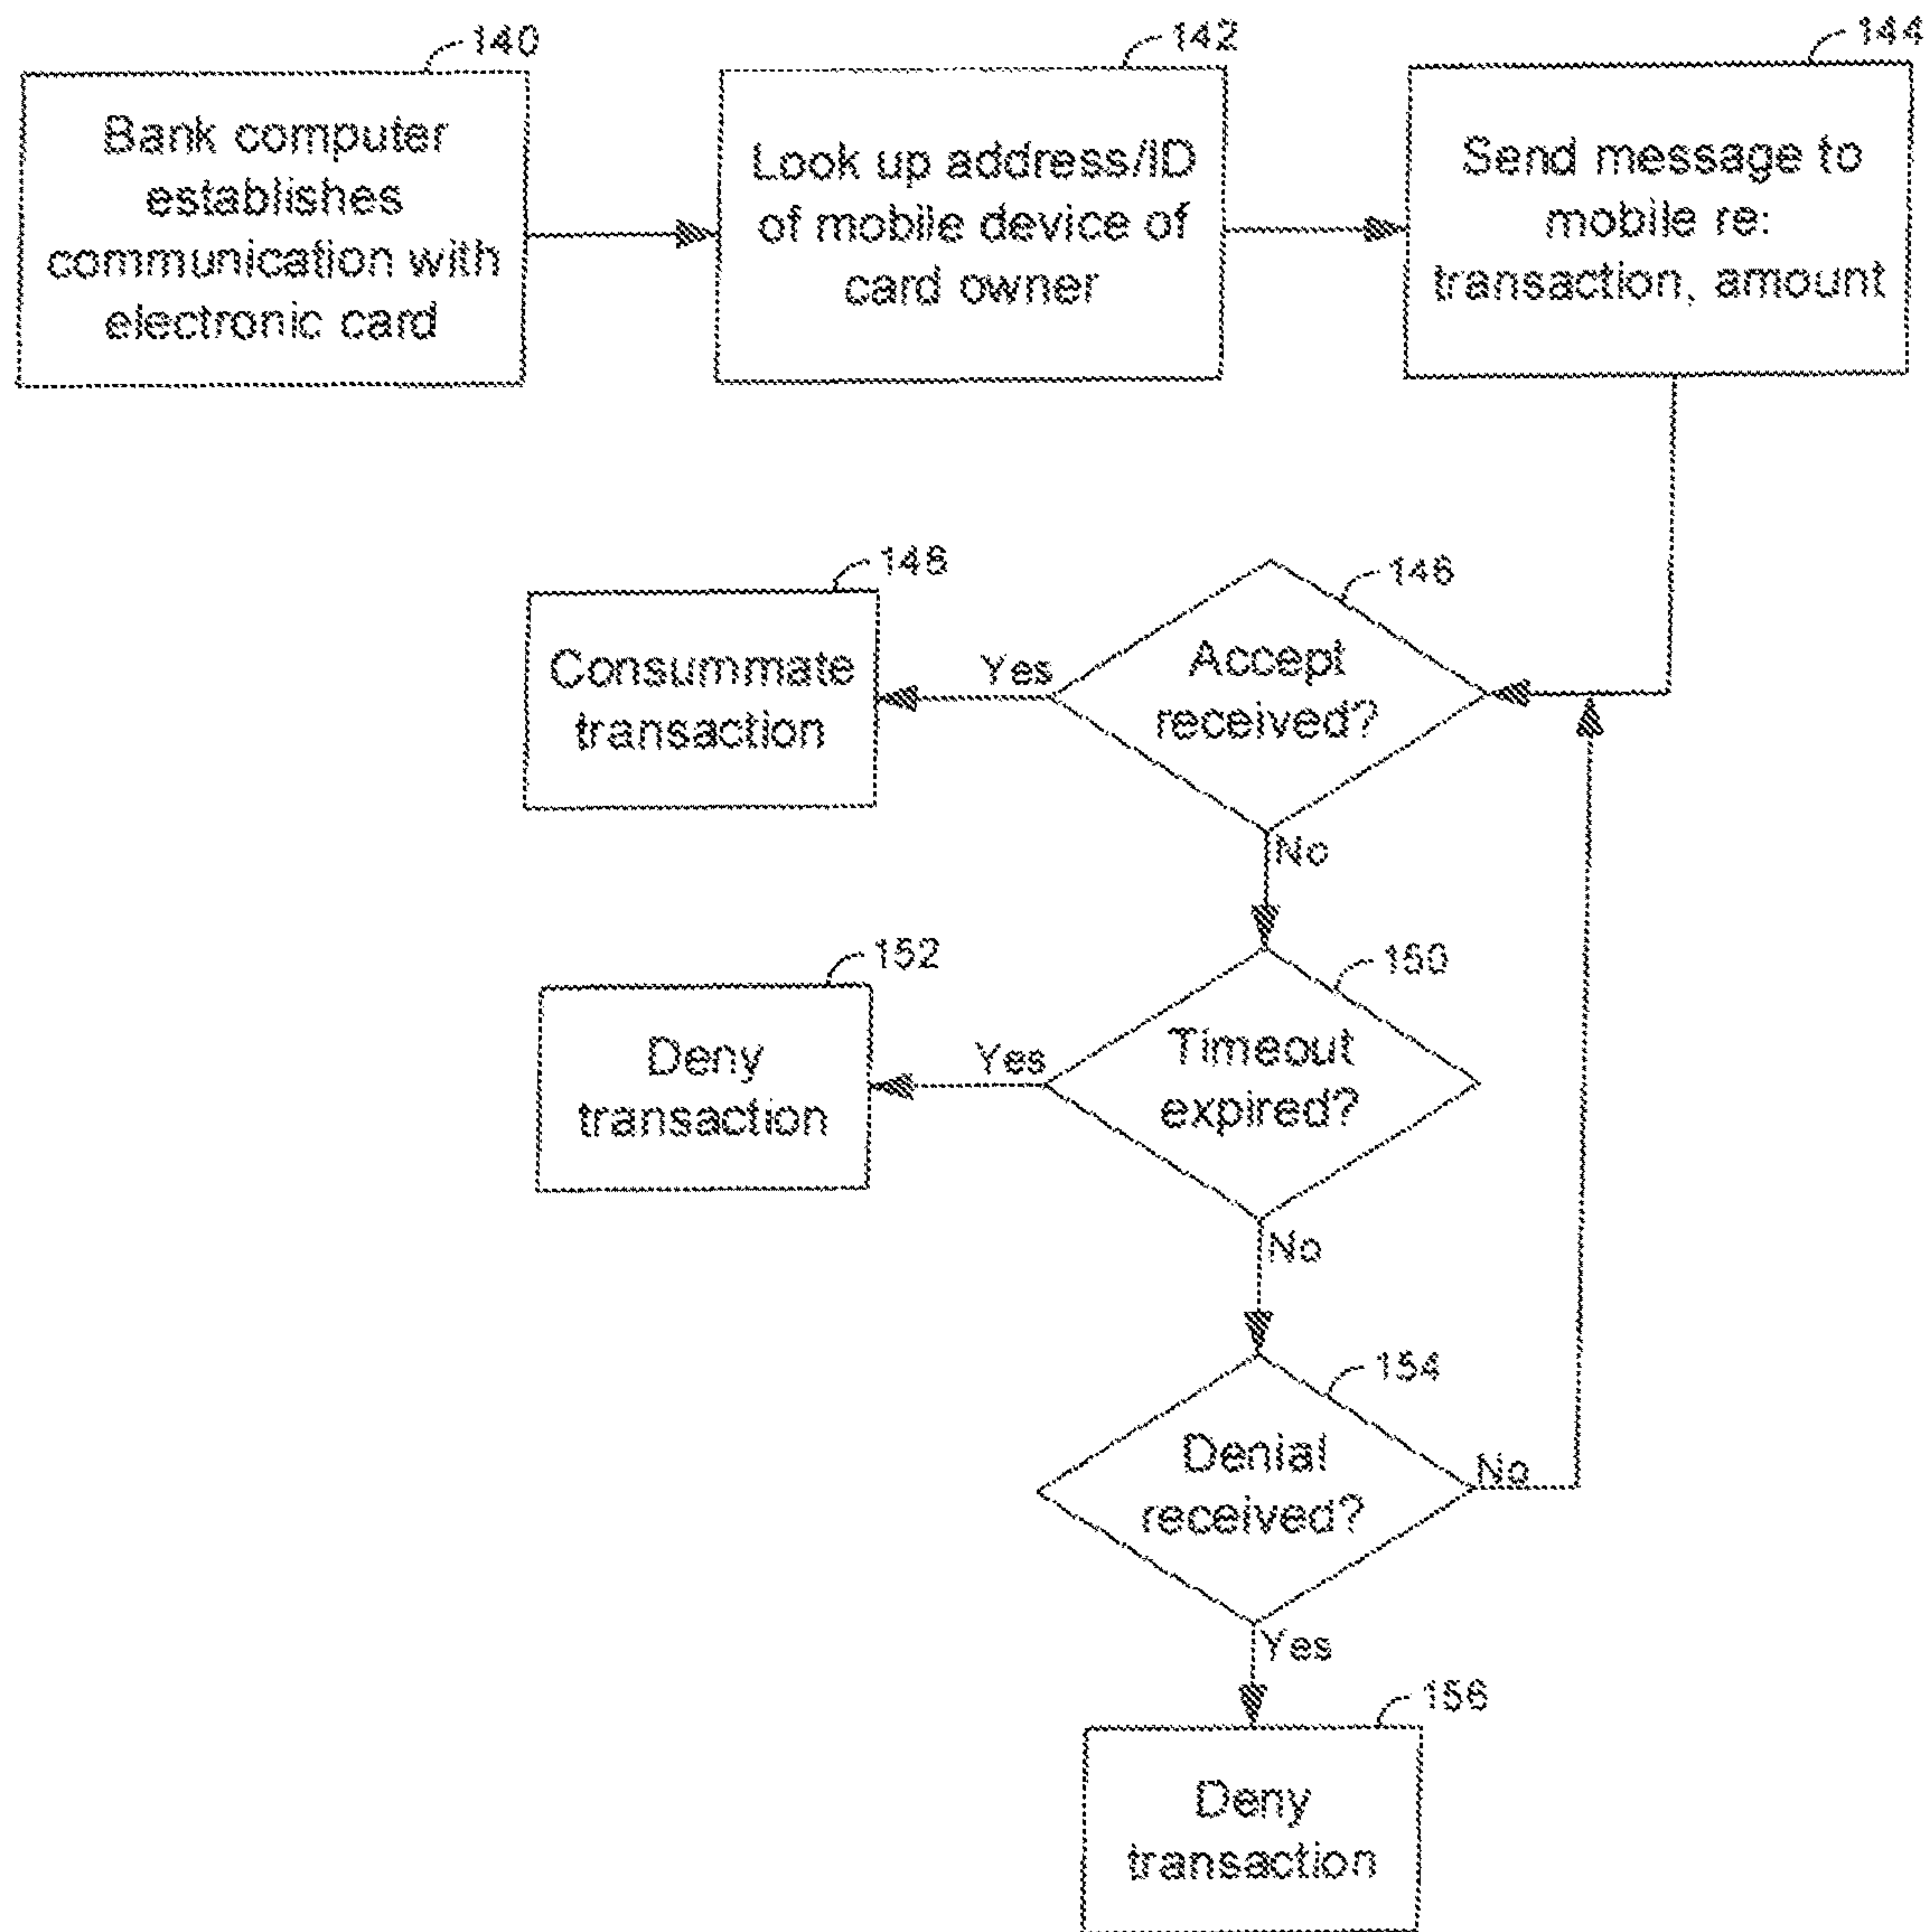 140
Bank computer
establishes
communication with
electronic card
142
Look up address/ID
of mobile device of
card owner
144
Send message to
mobile re:
transaction, amount
148
Consummate
transaction
Yes
146
Accept
received?
No
152
Deny
transaction
Yes
150
Timeout
expired?
No
154
Denial
received?
No
Yes
156
Deny
transaction